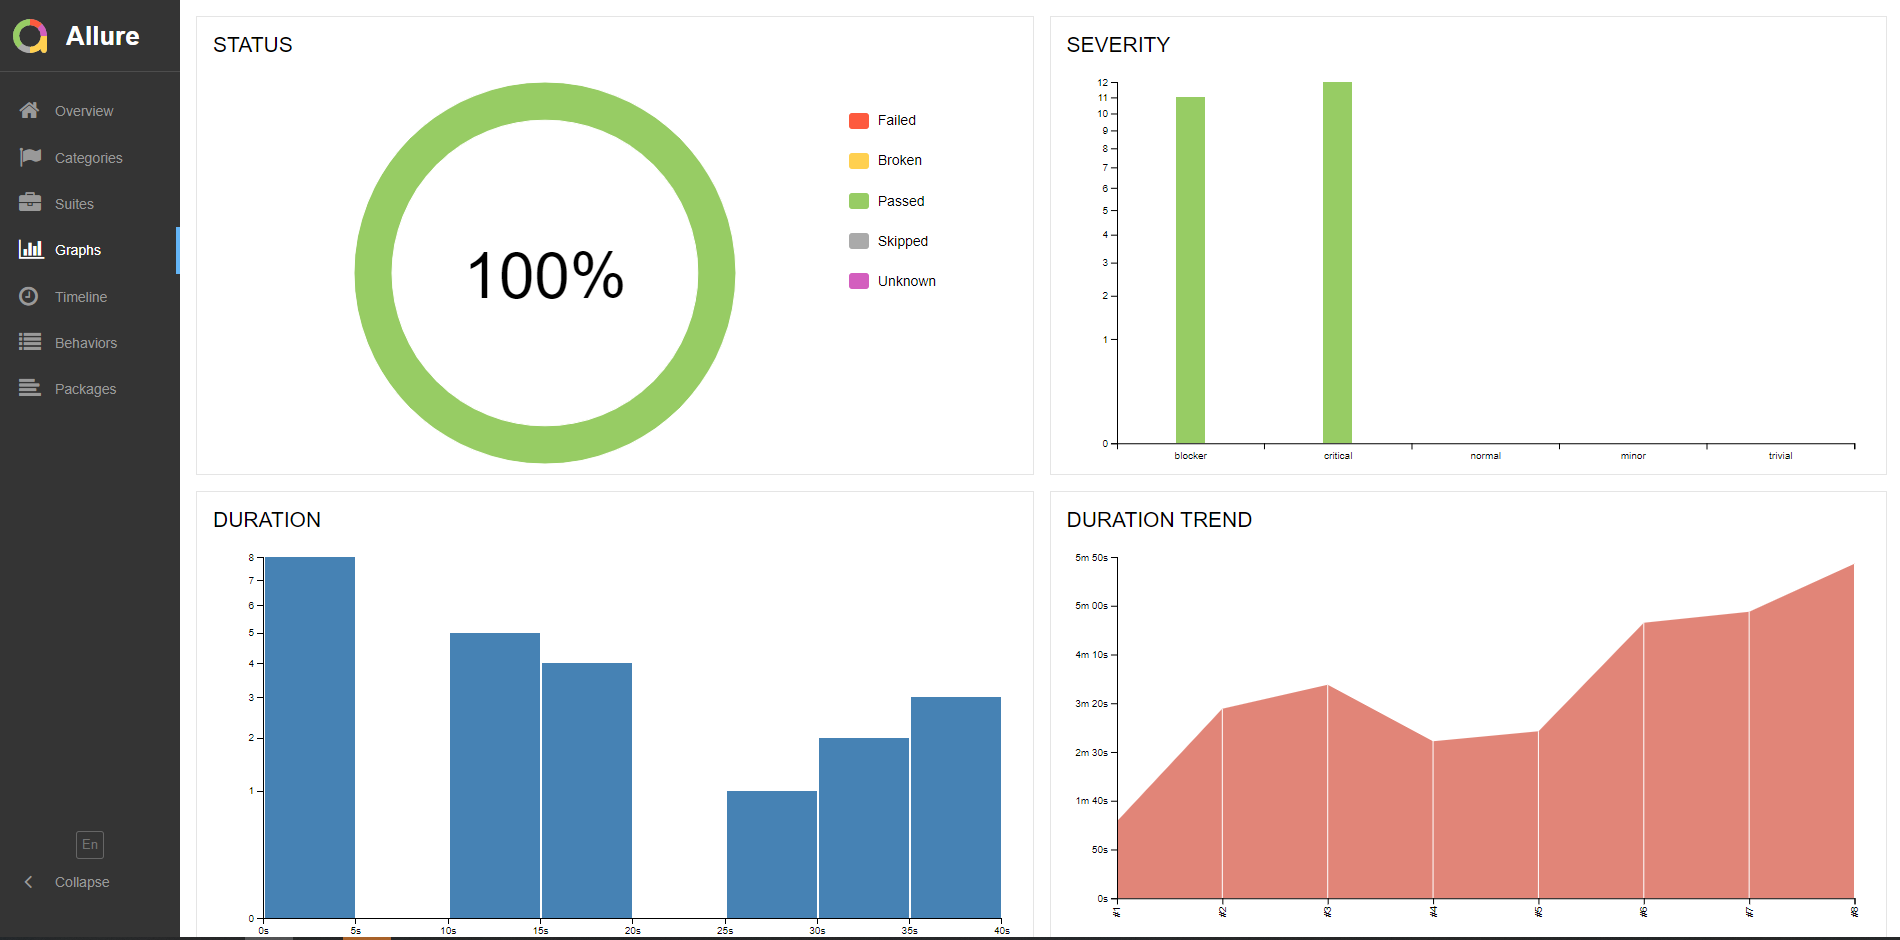 Allure
Overview
Categories
Suites
Graphs
Timeline
Behaviors
Packages
En
Collapse
STATUS
100%
Failed
Broken
Passed
Skipped
Unknown
SEVERITY
12
11
10
9
8
7
6
5
4
3
2
1
0
blocker critical normal minor trivial
DURATION
8
7
6
5
4
3
2
1
0
0s 5s 10s 15s 20s 25s 30s 35s 40s
DURATION TREND
5m 50s
5m 00s
4m 10s
3m 20s
2m 30s
1m 40s
50s
0s
#1 #2 #3 #4 #5 #6 #7 #8